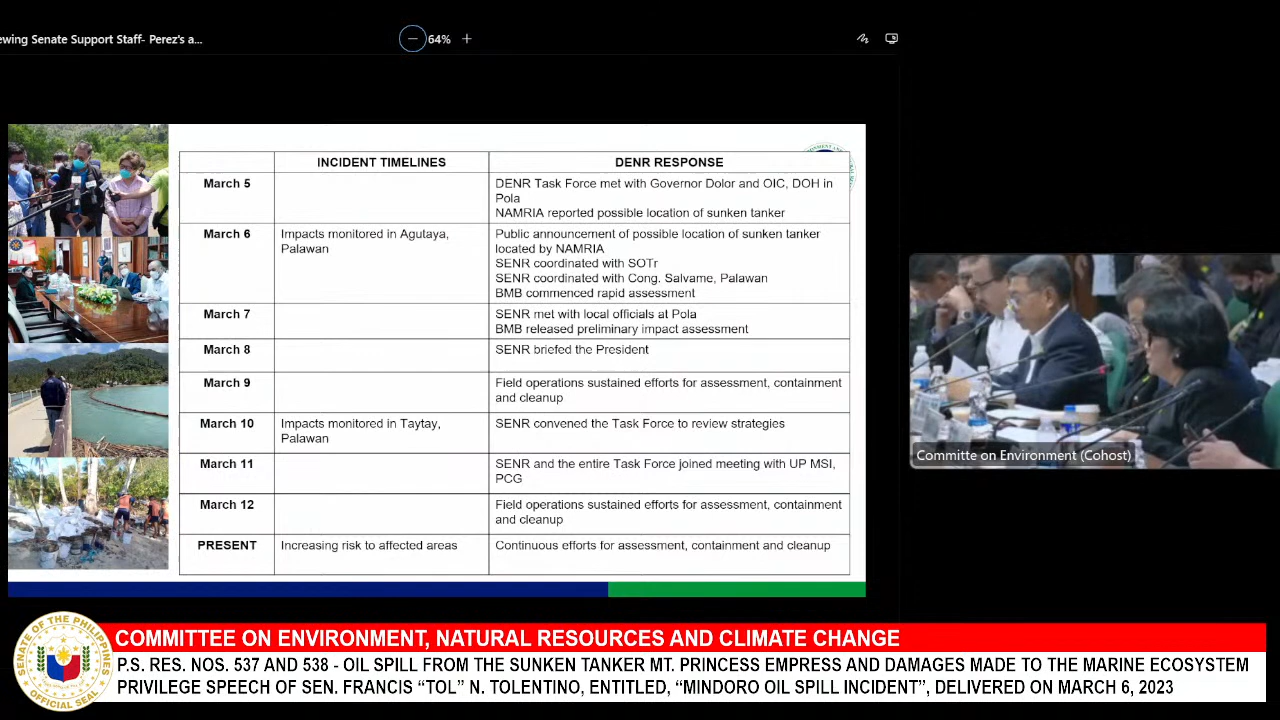 ewing Senate Support Staff- Perez's a...
64%
INCIDENT TIMELINES
DENR RESPONSE
March 5
DENR Task Force met with Governor Dolor and OIC, DOH in
Pola
NAMRIA reported possible location of sunken tanker
March 6
Impacts monitored in Agutaya,
Palawan
Public announcement of possible location of sunken tanker
located by NAMRIA
SENR coordinated with SOTr
SENR coordinated with Cong. Salvame, Palawan
BMB commenced rapid assessment
March 7
SENR met with local officials at Pola
BMB released preliminary impact assessment
March 8
SENR briefed the President
March 9
Field operations sustained efforts for assessment, containment
and cleanup
March 10
Impacts monitored in Taytay,
Palawan
SENR convened the Task Force to review strategies
March 11
SENR and the entire Task Force joined meeting with UP MSI,
PCG
March 12
Field operations sustained efforts for assessment, containment
and cleanup
PRESENT
Increasing risk to affected areas
Continuous efforts for assessment, containment and cleanup
Committe on Environment (Cohost)
SENATE OF THE PHILIPPINES
OFFICIAL SEAL
COMMITTEE ON ENVIRONMENT, NATURAL RESOURCES AND CLIMATE CHANGE
P.S. RES. NOS. 537 AND 538 - OIL SPILL FROM THE SUNKEN TANKER MT. PRINCESS EMPRESS AND DAMAGES MADE TO THE MARINE ECOSYSTEM
PRIVILEGE SPEECH OF SEN. FRANCIS “TOL” N. TOLENTINO, ENTITLED, “MINDORO OIL SPILL INCIDENT”, DELIVERED ON MARCH 6, 2023